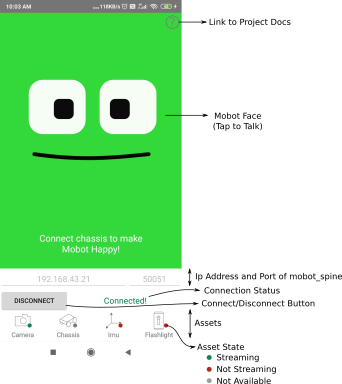 10:03 AM
...118KB/s
?
Link to Project Docs
Mobot Face
(Tap to Talk)
Connect chassis to make
Mobot Happy!
192.168.43.21
50051
Ip Address and Port of mobot_spine
Connection Status
DISCONNECT
Connected!
Connect/Disconnect Button
Assets
Camera
Chassis
Imu
Flashlight
Asset State
Streaming
Not Streaming
Not Available